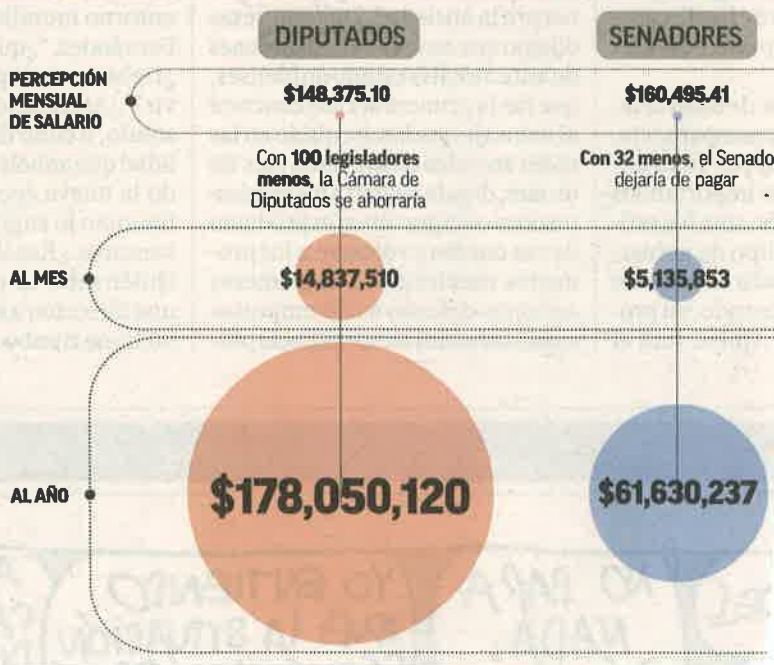 DIPUTADOS
SENADORES
PERCEPCIÓN
MENSUAL
DE SALARIO
$148,375.10
$160,495.41
Con 100 legisladores
menos, la Cámara de
Diputados se ahorraría
Con 32 menos, el Senado
dejaría de pagar
AL MES
$14,837,510
$5,135,853
AL AÑO
$178,050,120
$61,630,237